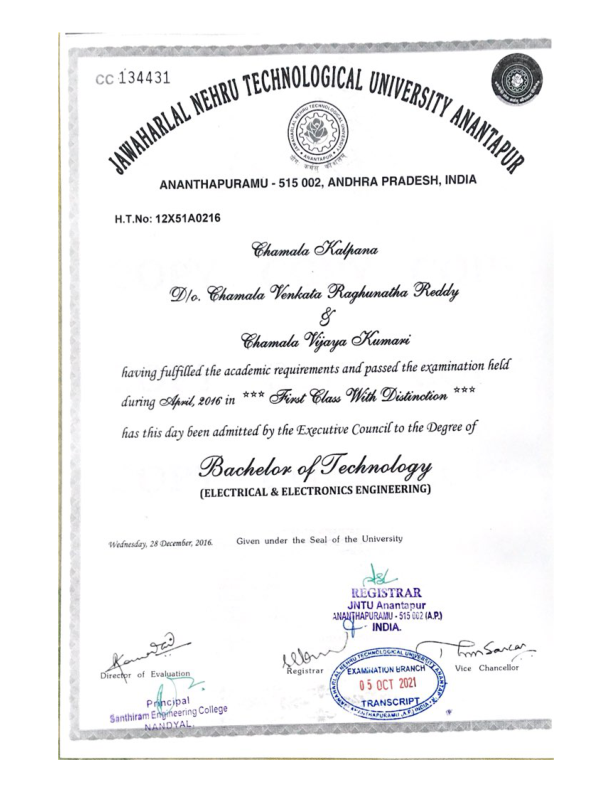 CC 134431
JAWAHARLAL NEHRU TECHNOLOGICAL UNIVERSITY ANANTAPUR
ANANTHAPURAMU - 515 002, ANDHRA PRADESH, INDIA
H.T.No: 12X51A0216
Chamala Kalpana
D/o. Chamala Venkata Raghunatha Reddy
&
Chamala Vijaya Kumari
having fulfilled the academic requirements and passed the examination held
during April, 2016 in *** First Class With Distinction ***
has this day been admitted by the Executive Council to the Degree of
Bachelor of Technology
(ELECTRICAL & ELECTRONICS ENGINEERING)
Wednesday, 28 December, 2016. Given under the Seal of the University
REGISTRAR
JNTU Anantapur
ANANTHAPURAMU - 515 002 (A.P.)
INDIA.
Director of Evaluation
Registrar
Vice Chancellor
EXAMINATION BRANCH
05 OCT 2021
TRANSCRIPT
Principal
Santhiram Engineering College
NANDYAL.